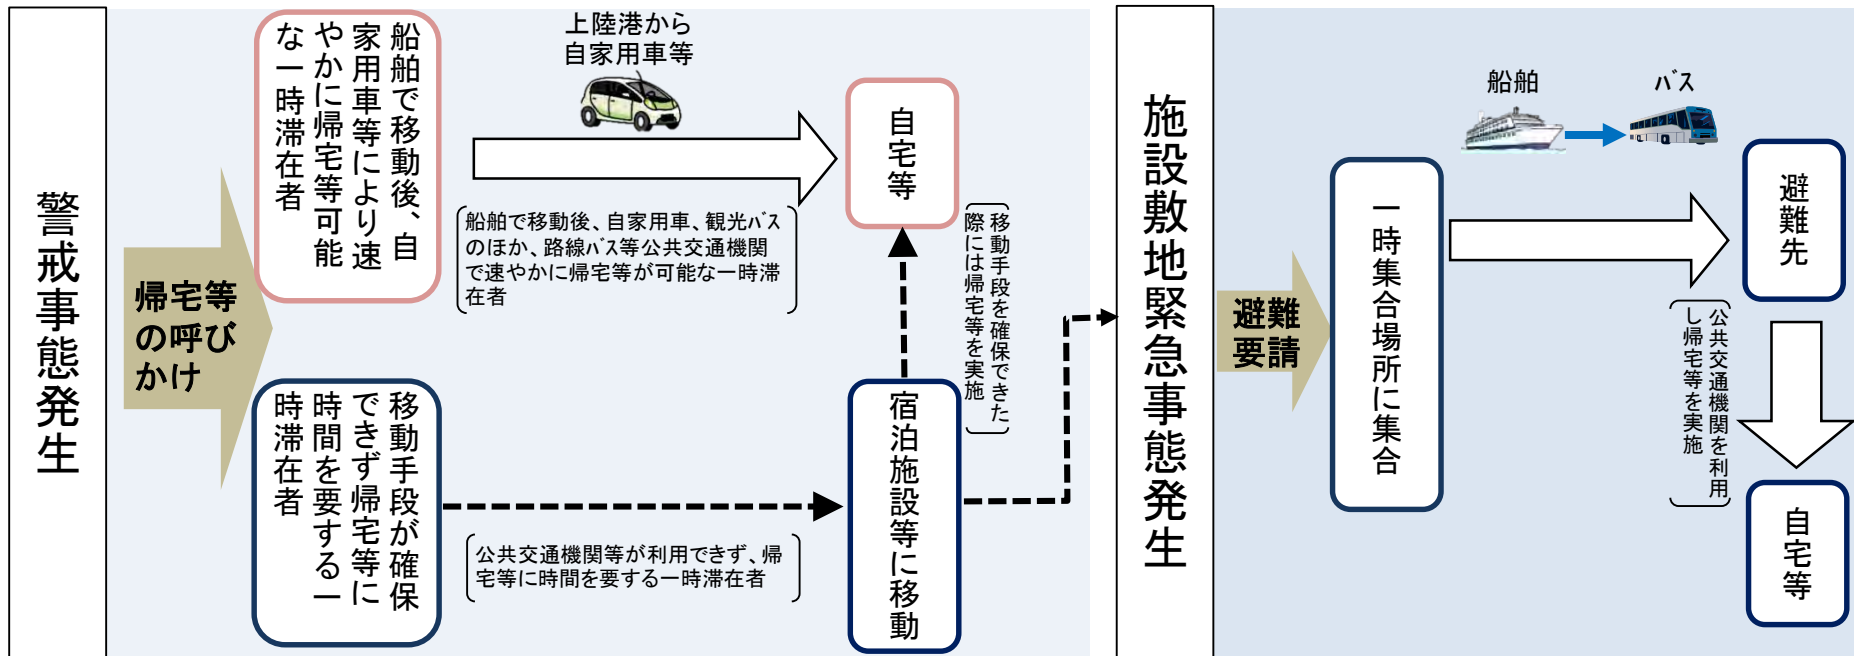 警戒事態発生
帰宅等
の呼び
かけ
船舶で移動後、自
家用車等により速
やかに帰宅等可能
な一時滞在者
上陸港から
自家用車等
船舶で移動後、自家用車、観光ﾊﾞｽ
のほか、路線ﾊﾞｽ等公共交通機関
で速やかに帰宅等が可能な一時滞
在者
自宅等
移動手段を確保できた
際には帰宅等を実施
移動手段が確保
できず帰宅等に
時間を要する一
時滞在者
公共交通機関等が利用できず、帰
宅等に時間を要する一時滞在者
宿泊施設等に移動
施設敷地緊急事態発生
避難
要請
一時集合場所に集合
船舶
ﾊﾞｽ
避難先
公共交通機関を利用
し帰宅等を実施
自宅等